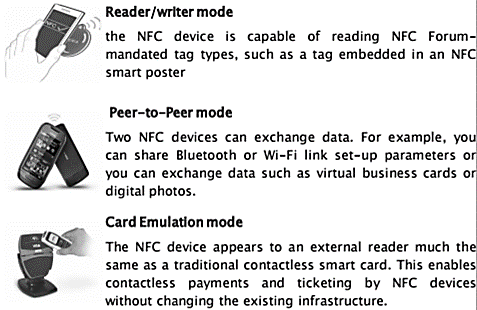 Reader/writer mode
the NFC device is capable of reading NFC Forum-
mandated tag types, such as a tag embedded in an NFC
smart poster
Peer-to-Peer mode
Two NFC devices can exchange data. For example, you
can share Bluetooth or Wi-Fi link set-up parameters or
you can exchange data such as virtual business cards or
digital photos.
Card Emulation mode
The NFC device appears to an external reader much the
same as a traditional contactless smart card. This enables
contactless payments and ticketing by NFC devices
without changing the existing infrastructure.